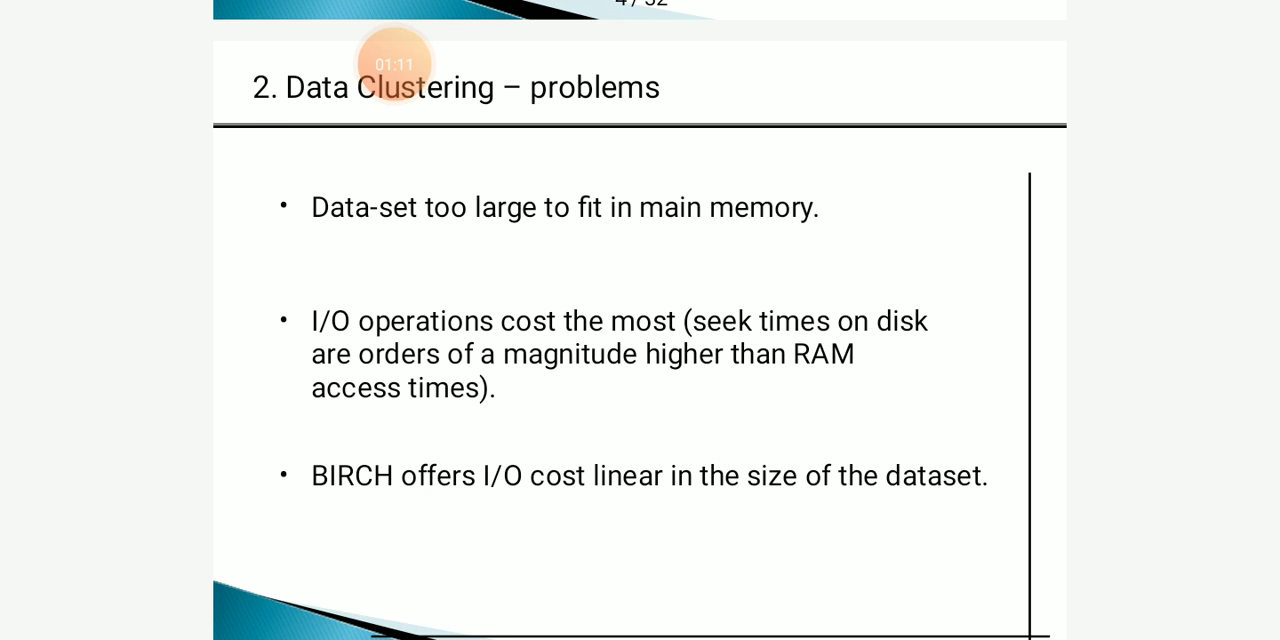 4 / 32
01:11
2. Data Clustering – problems
• Data-set too large to fit in main memory.
• I/O operations cost the most (seek times on disk
are orders of a magnitude higher than RAM
access times).
• BIRCH offers I/O cost linear in the size of the dataset.